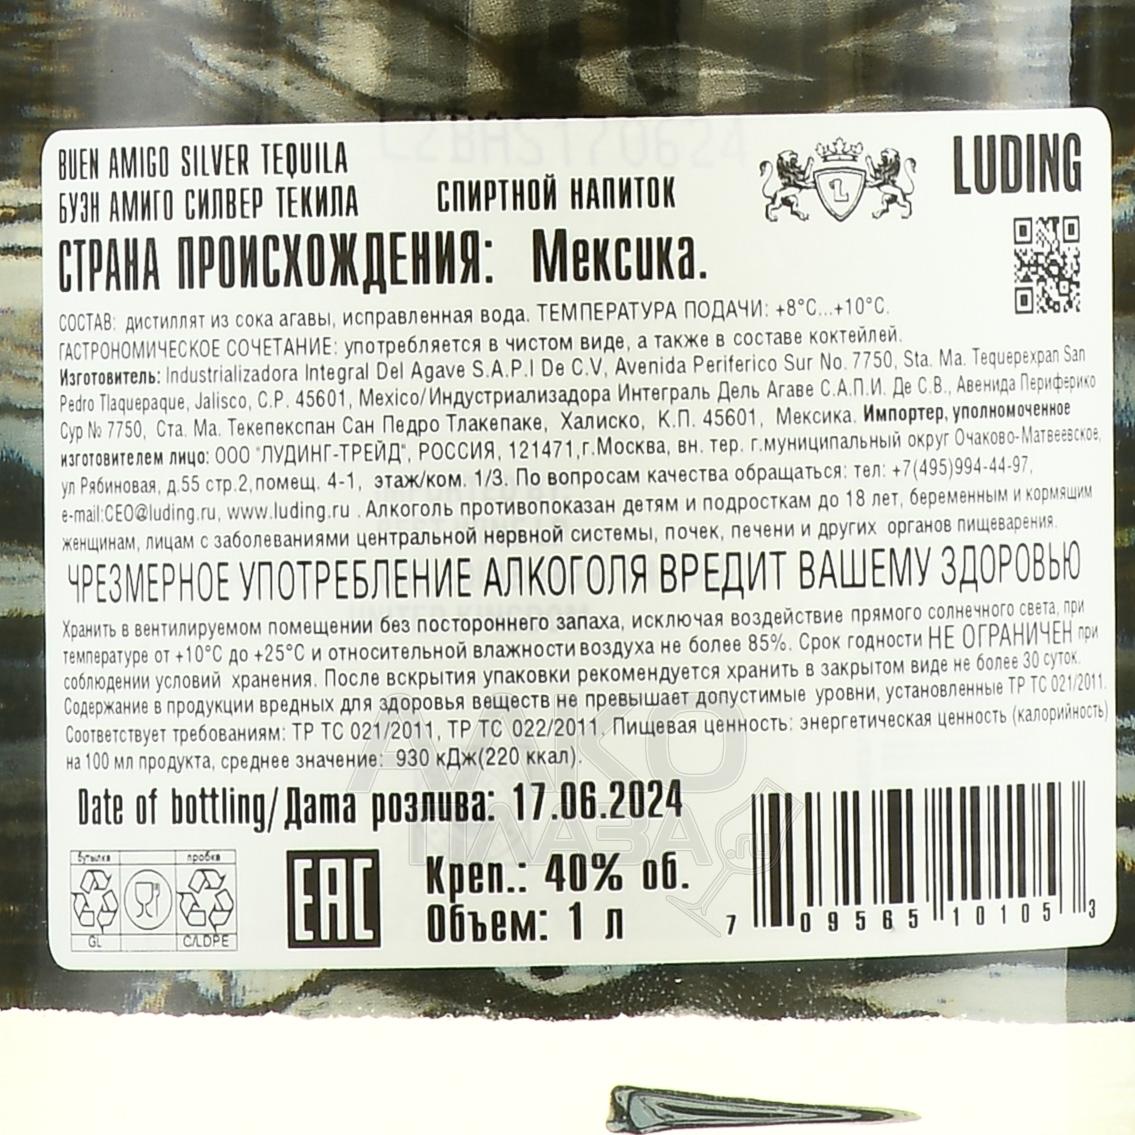 L2BAS170624
BUEN AMIGO SILVER TEQUILA
БУЭН АМИГО СИЛВЕР ТЕКИЛА
СПИРТНОЙ НАПИТОК
LUDING
СТРАНА ПРОИСХОЖДЕНИЯ: Мексика.
СОСТАВ: дистиллят из сока агавы, исправленная вода. ТЕМПЕРАТУРА ПОДАЧИ: +8°С...+10°С.
ГАСТРОНОМИЧЕСКОЕ СОЧЕТАНИЕ: употребляется в чистом виде, а также в составе коктейлей.
Изготовитель: Industrializadora Integral Del Agave S.A.P.I De C.V, Avenida Periferico Sur No. 7750, Sta. Ma. Tequepexpan San
Pedro Tlaquepaque, Jalisco, C.P. 45601, Mexico/Индустриализадора Интеграль Дель Агаве С.А.П.И. Де С.В., Авенида Периферико
Сур № 7750, Ста. Ма. Текепекспан Сан Педро Тлакепаке, Халиско, К.П. 45601, Мексика. Импортер, уполномоченное
изготовителем лицо: ООО "ЛУДИНГ-ТРЕЙД", РОССИЯ, 121471,г.Москва, вн. тер. г.муниципальный округ Очаково-Матвеевское,
ул Рябиновая, д.55 стр.2,помещ. 4-1, этаж/ком. 1/3. По вопросам качества обращаться: тел: +7(495)994-44-97,
e-mail:CEO@luding.ru, www.luding.ru . Алкоголь противопоказан детям и подросткам до 18 лет, беременным и кормящим
женщинам, лицам с заболеваниями центральной нервной системы, почек, печени и других органов пищеварения.
ЧРЕЗМЕРНОЕ УПОТРЕБЛЕНИЕ АЛКОГОЛЯ ВРЕДИТ ВАШЕМУ ЗДОРОВЬЮ
UNITED KINGDOM
Хранить в вентилируемом помещении без постороннего запаха, исключая воздействие прямого солнечного света, при
температуре от +10°С до +25°С и относительной влажности воздуха не более 85%. Срок годности НЕ ОГРАНИЧЕН при
соблюдении условий хранения. После вскрытия упаковки рекомендуется хранить в закрытом виде не более 30 суток.
Содержание в продукции вредных для здоровья веществ не превышает допустимые уровни, установленные ТР ТС 021/2011.
Соответствует требованиям: ТР ТС 021/2011, ТР ТС 022/2011. Пищевая ценность: энергетическая ценность (калорийность)
на 100 мл продукта, среднее значение: 930 кДж(220 ккал).
АЛКО
ПЛАЗА.ru
Date of bottling/Дата розлива: 17.06.2024
бутылка пробка
GL C/LDPE
EAC
Креп.: 40% об.
Объем: 1 л
7 09565 10105 3